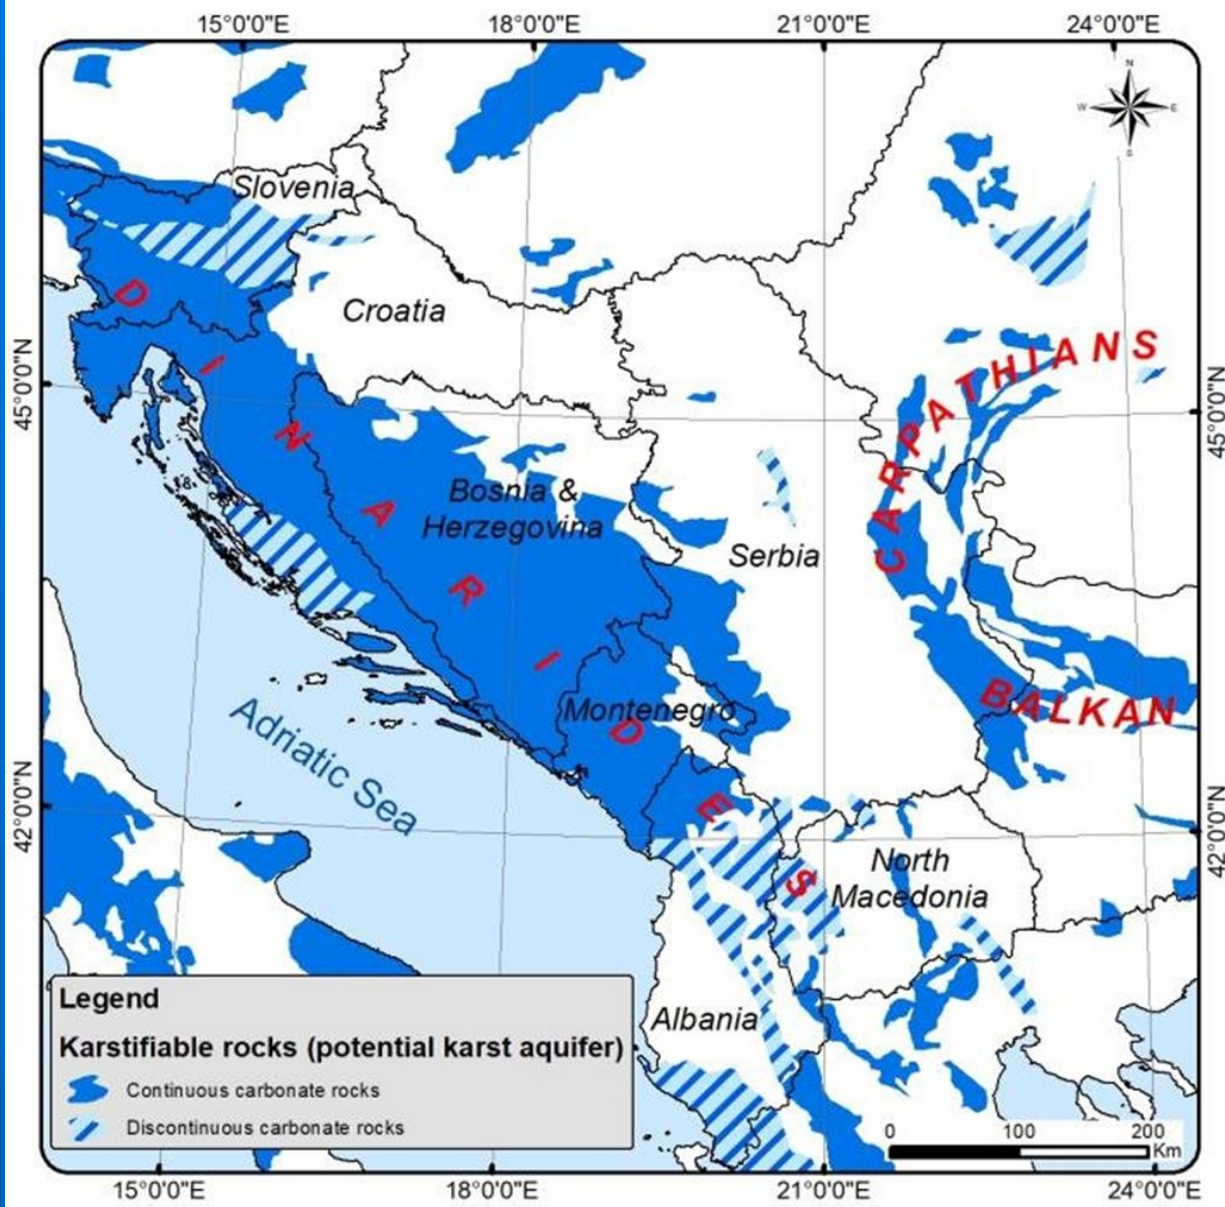 15°0'0"E
18°0'0"E
21°0'0"E
24°0'0"E
N
W
E
S
Slovenia
Croatia
45°0'0"N
45°0'0"N
DINARIDES
CARPATHIANS
Bosnia &
Herzegovina
Serbia
BALKAN
Montenegro
Adriatic Sea
42°0'0"N
42°0'0"N
North
Macedonia
Albania
Legend
Karstifiable rocks (potential karst aquifer)
Continuous carbonate rocks
Discontinuous carbonate rocks
0 100 200
Km
15°0'0"E
18°0'0"E
21°0'0"E
24°0'0"E